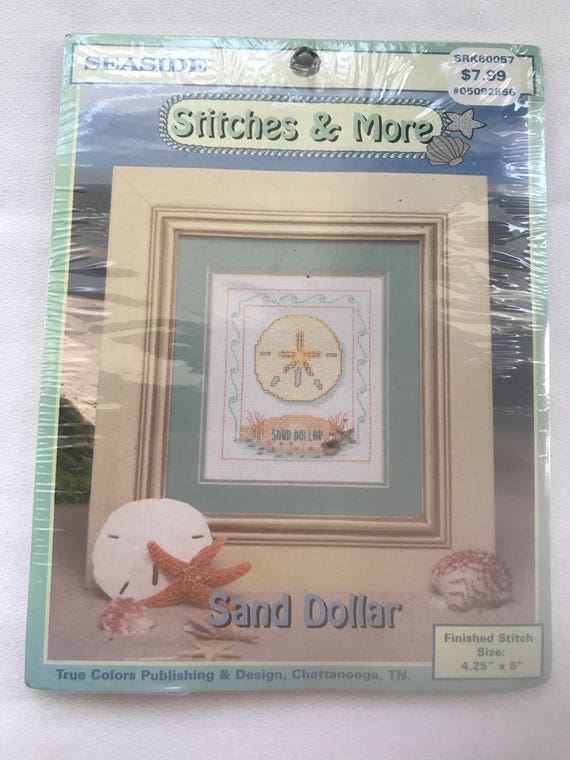 SEASIDE
SRK60057
$7.99
#05092566
Stitches & More
SAND DOLLAR
Sand Dollar
Finished Stitch
Size:
4.25" x 5"
True Colors Publishing & Design, Chattanooga, TN.